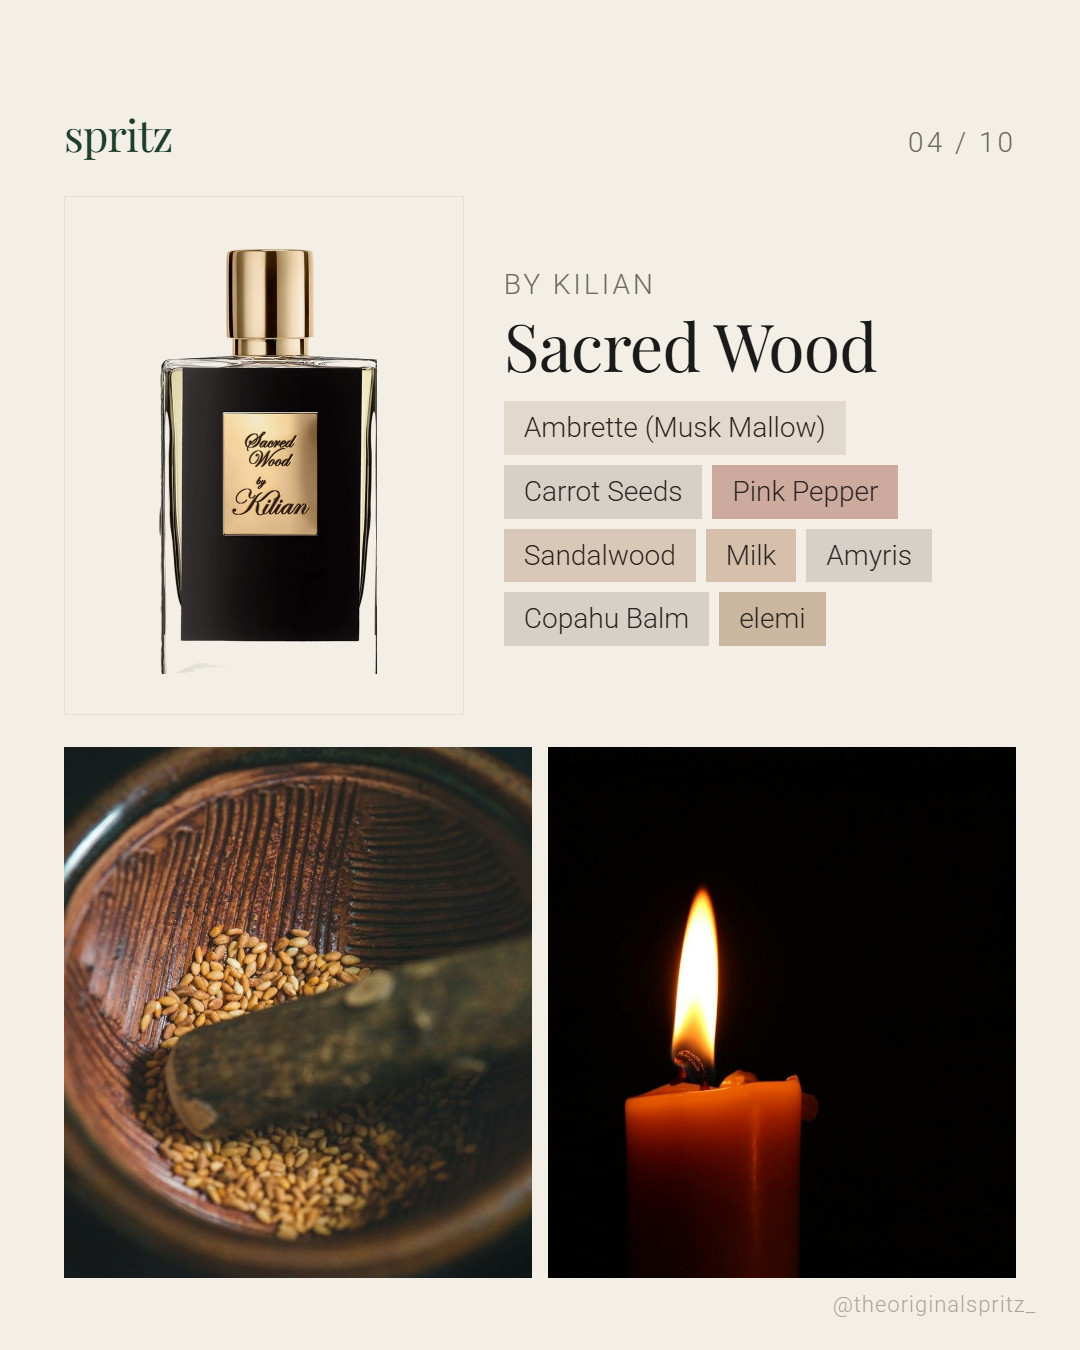 spritz
04 / 10
BY KILIAN
Sacred Wood
Ambrette (Musk Mallow)
Carrot Seeds
Pink Pepper
Sandalwood
Milk
Amyris
Copahu Balm
elemi
Sacred
Wood
by
Kilian
@theoriginalspritz_